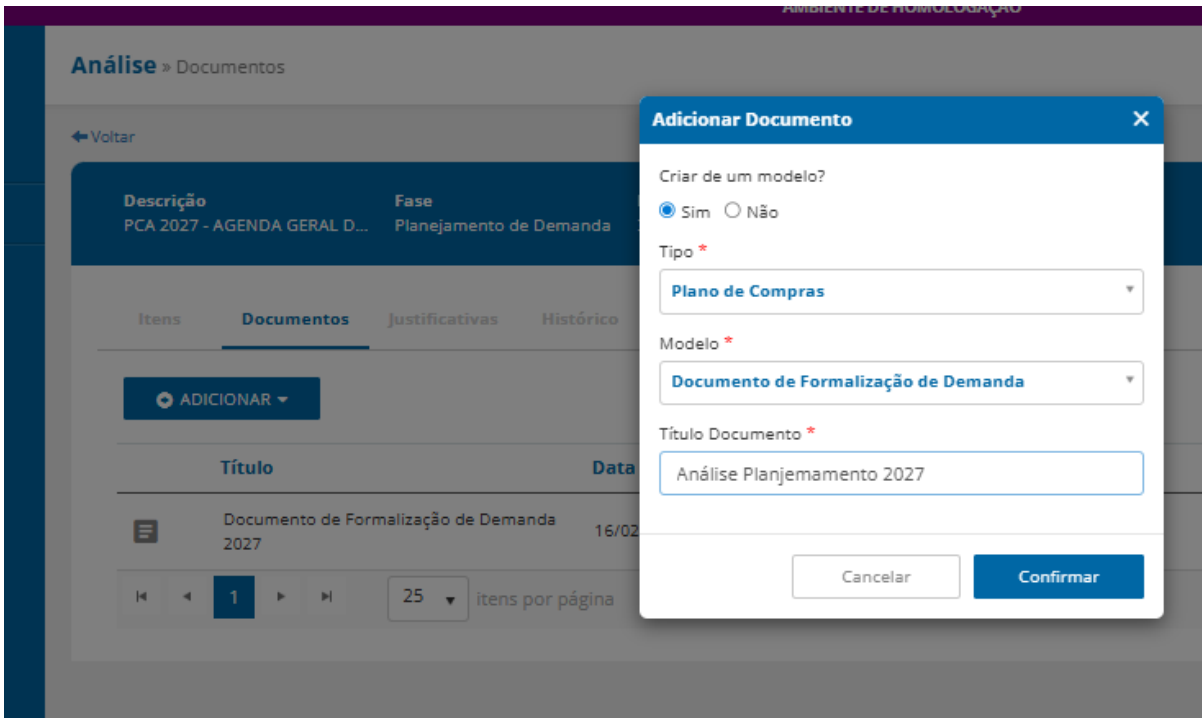 AMBIENTE DE HOMOLOGAÇÃO
Análise » Documentos
Voltar
Descrição
PCA 2027 - AGENDA GERAL D...
Fase
Planejamento de Demanda
Itens
Documentos
Justificativas
Histórico
ADICIONAR
Título
Data
Documento de Formalização de Demanda
2027
16/02
1
25
itens por página
Adicionar Documento
Criar de um modelo?
Sim
Não
Tipo *
Plano de Compras
Modelo *
Documento de Formalização de Demanda
Título Documento *
Análise Planjemamento 2027
Cancelar
Confirmar